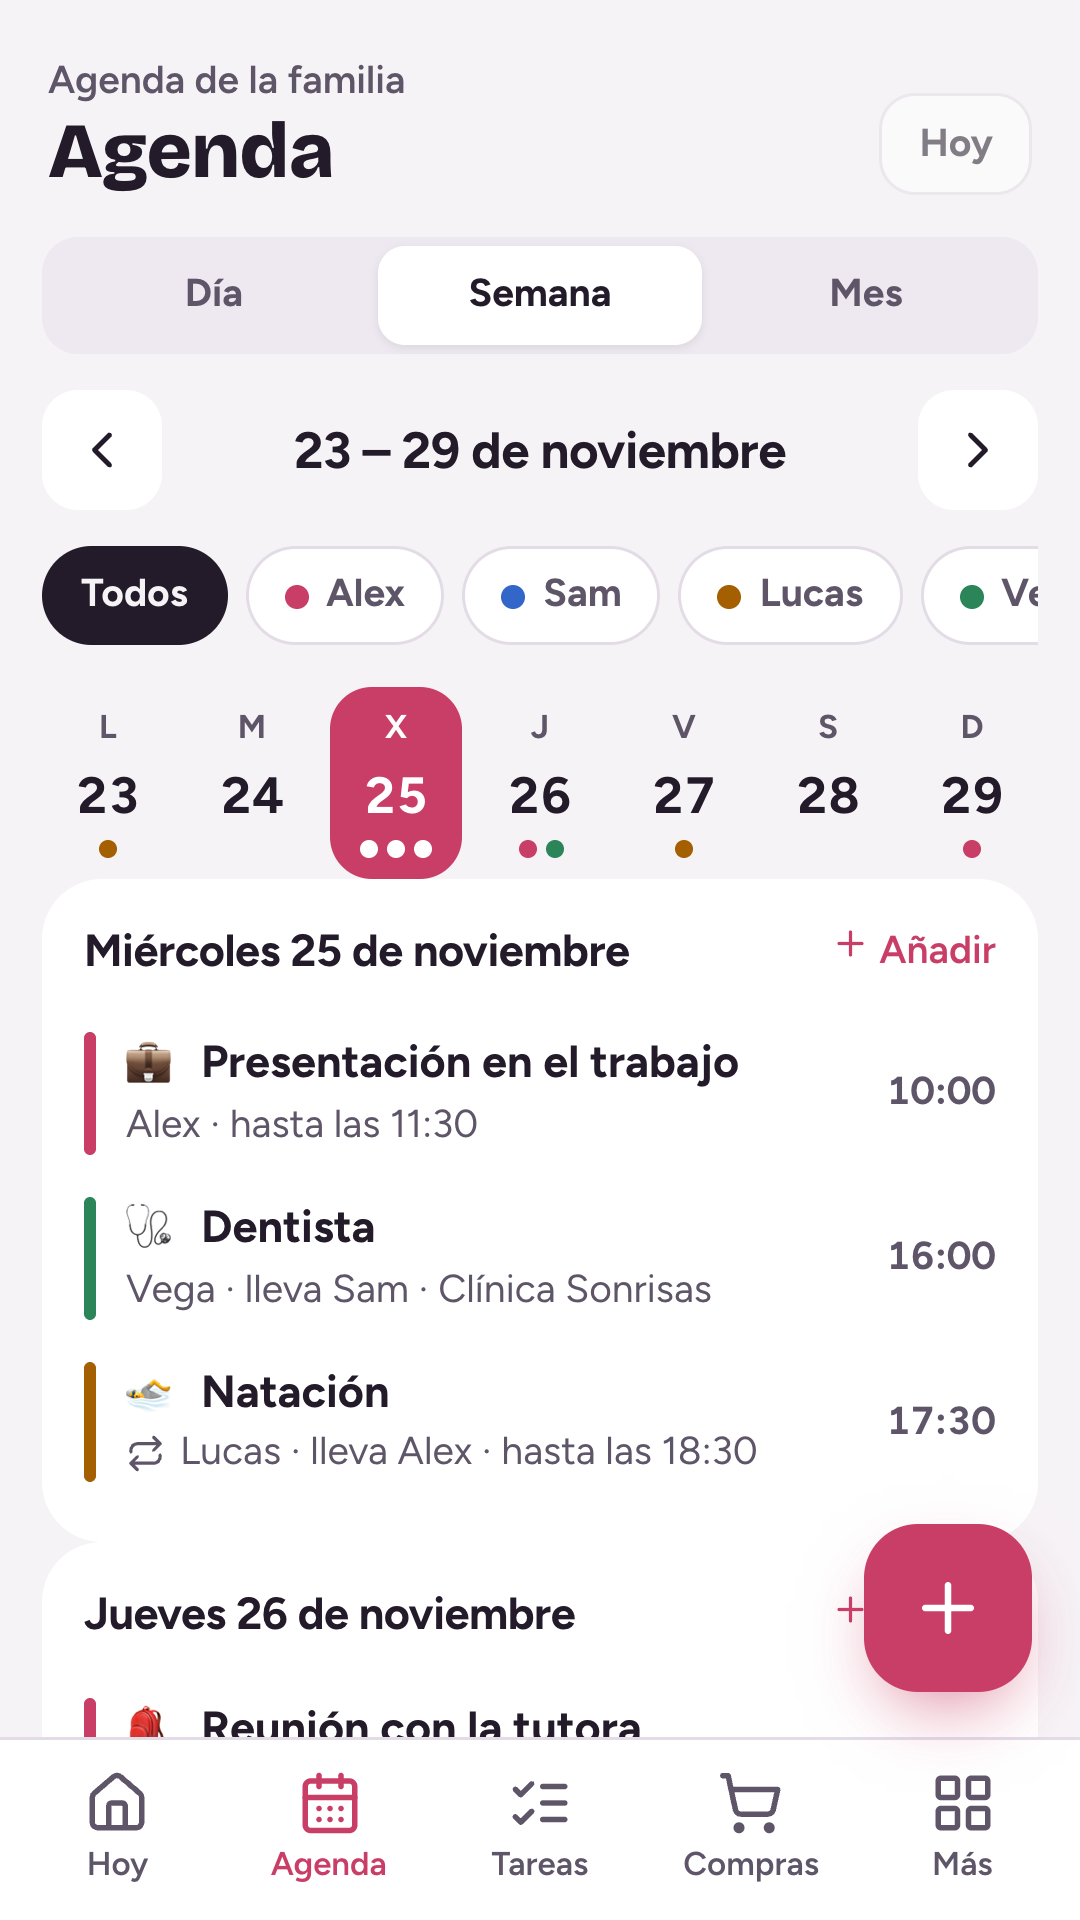 Agenda de la familia
Agenda
Hoy
Día Semana Mes
23 – 29 de noviembre
Todos Alex Sam Lucas Ve
L M X J V S D
23 24 25 26 27 28 29
Miércoles 25 de noviembre
+ Añadir
Presentación en el trabajo
10:00
Alex · hasta las 11:30
Dentista
16:00
Vega · lleva Sam · Clínica Sonrisas
Natación
17:30
Lucas · lleva Alex · hasta las 18:30
Jueves 26 de noviembre
+
Reunión con la tutora
Hoy Agenda Tareas Compras Más